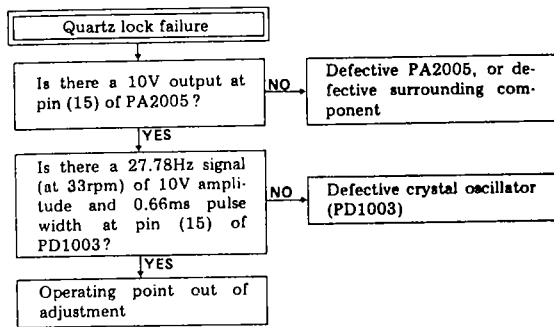 Quartz lock failure
Is there a 10V output at
pin (15) of PA2005?
NO
Defective PA2005, or de-
fective surrounding com-
ponent
YES
Is there a 27.78Hz signal
(at 33rpm) of 10V ampli-
tude and 0.66ms pulse
width at pin (15) of
PD1003?
NO
Defective crystal oscillator
(PD1003)
YES
Operating point out of
adjustment